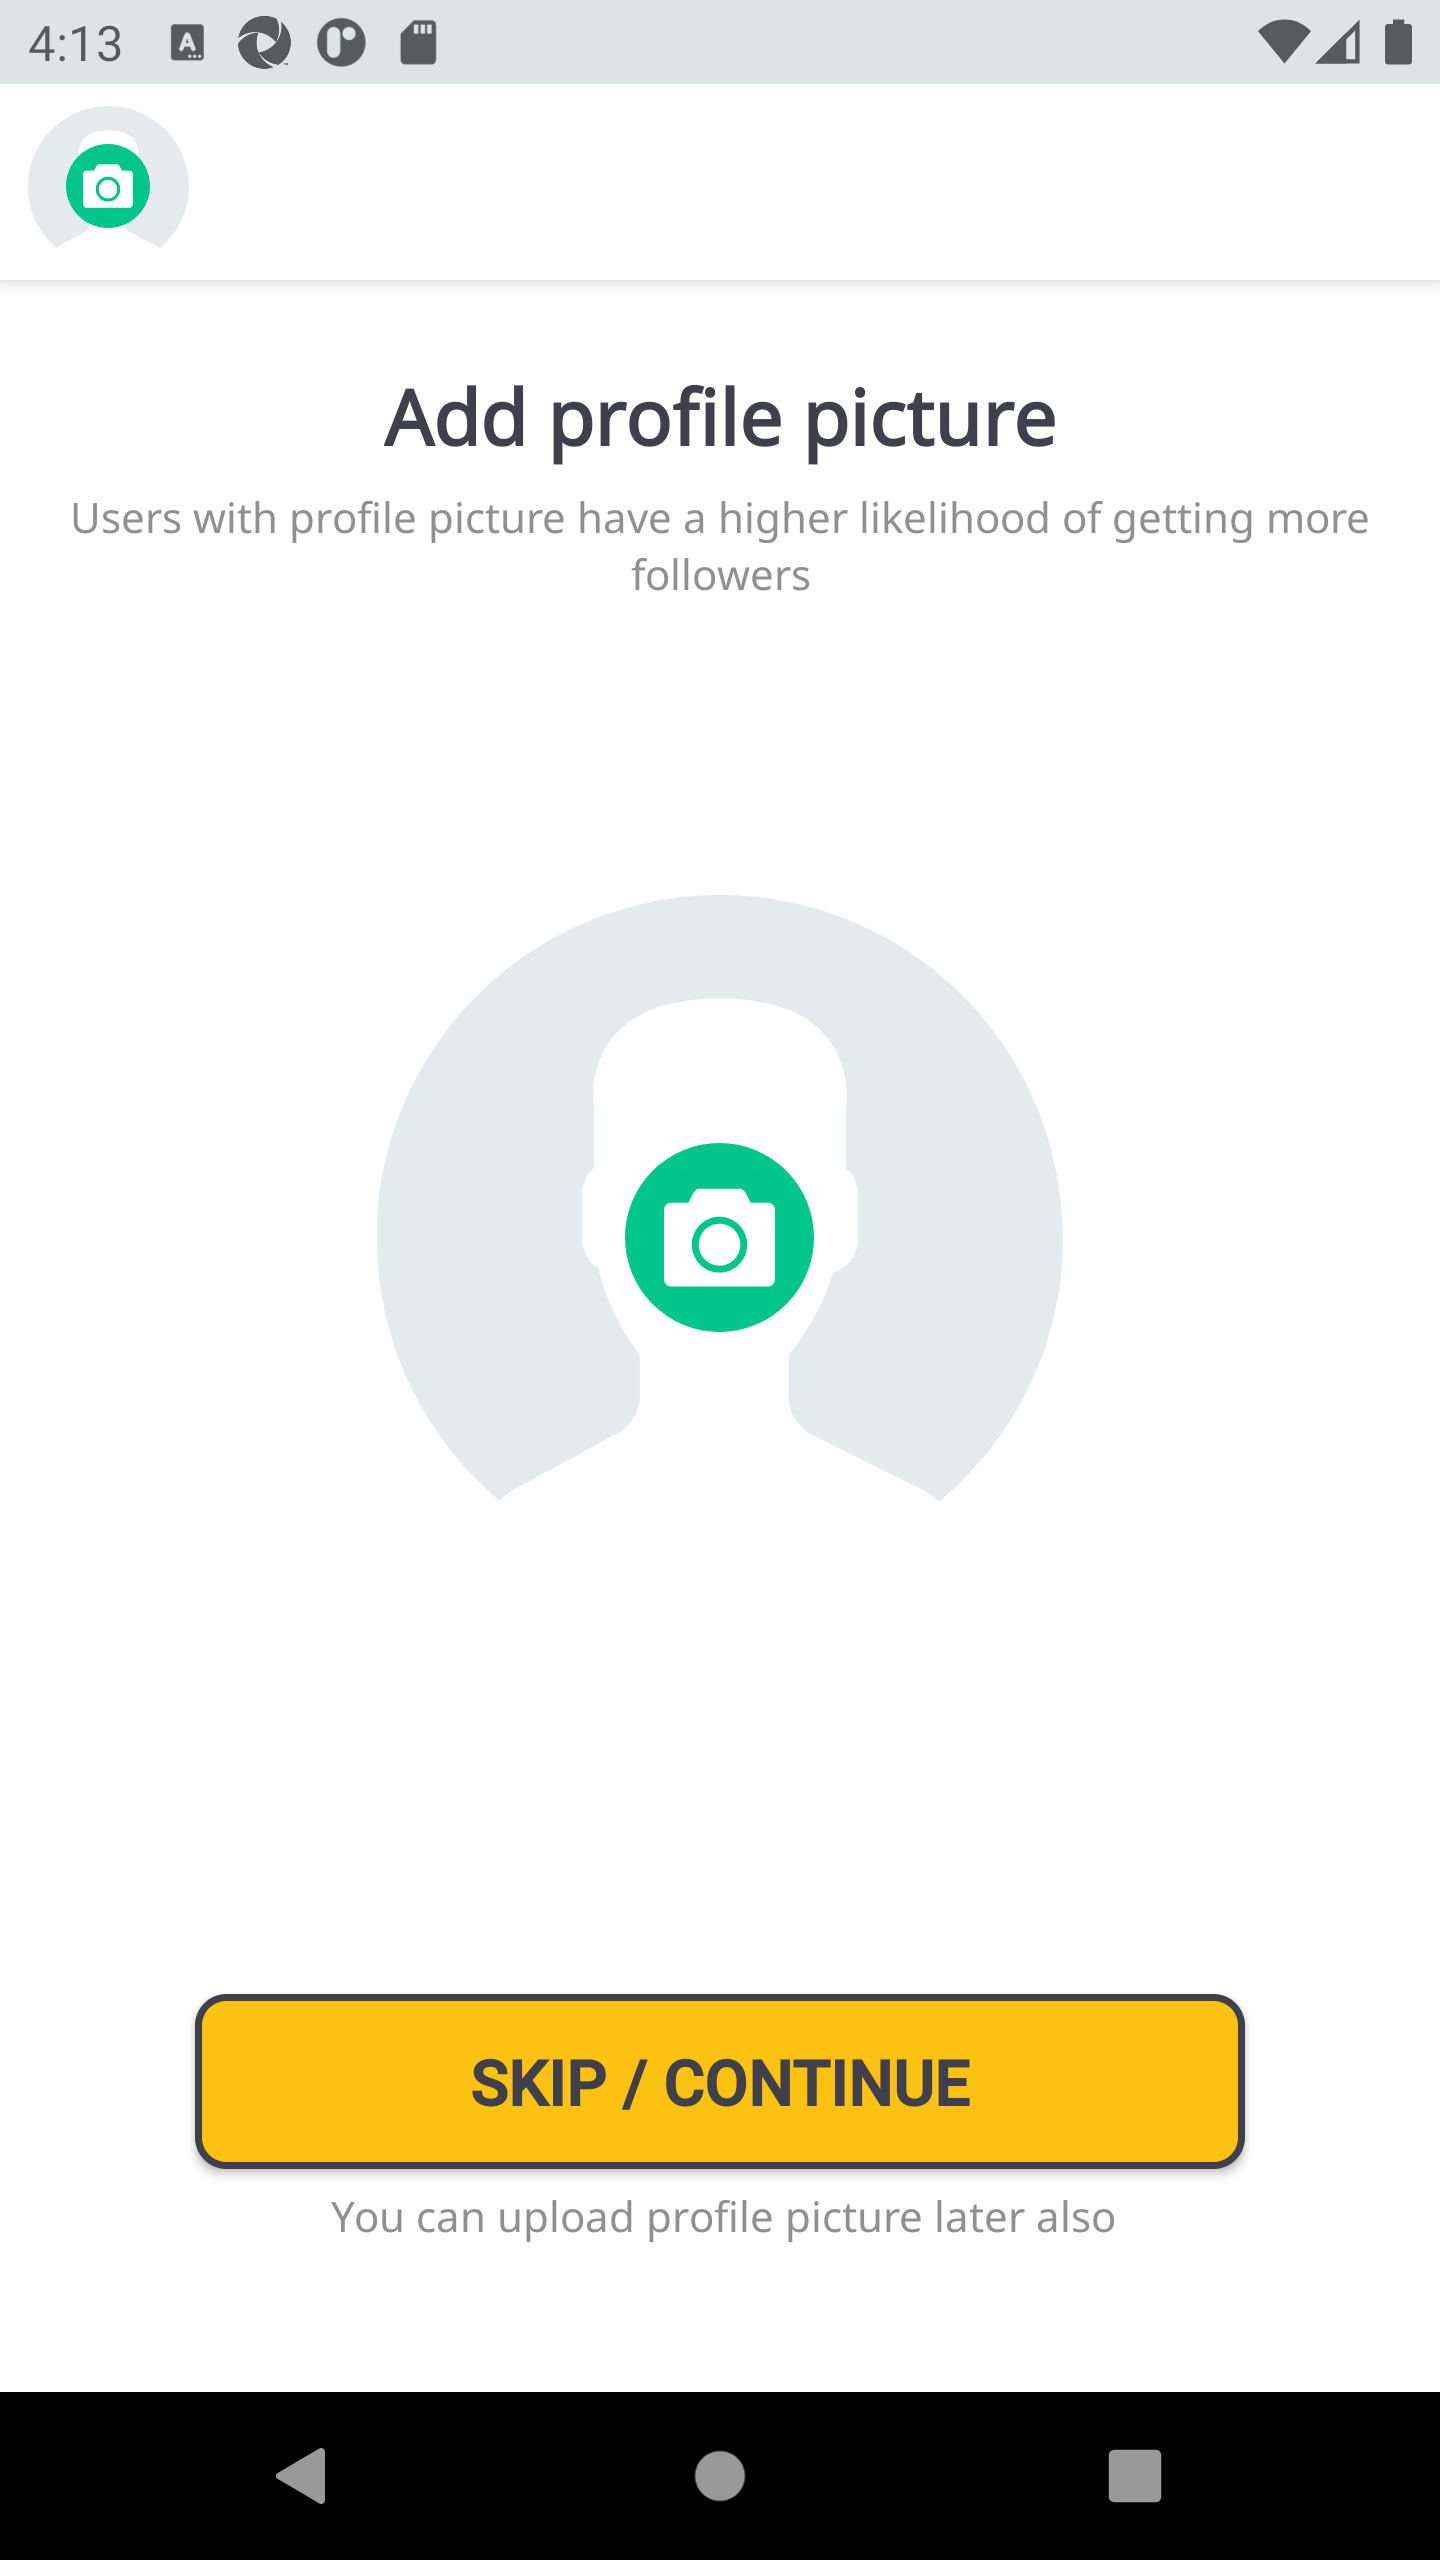 4:13
Add profile picture
Users with profile picture have a higher likelihood of getting more
followers
SKIP / CONTINUE
You can upload profile picture later also